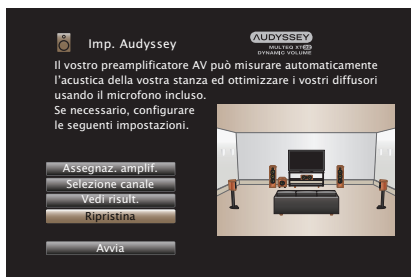 Imp. Audyssey
AUDYSSEY
MULTEQ XT32
DYNAMIC VOLUME
Il vostro preamplificatore AV può misurare automaticamente
l'acustica della vostra stanza ed ottimizzare i vostri diffusori
usando il microfono incluso.
Se necessario, configurare
le seguenti impostazioni.
Assegnaz. amplif.
Selezione canale
Vedi risult.
Ripristina
Avvia